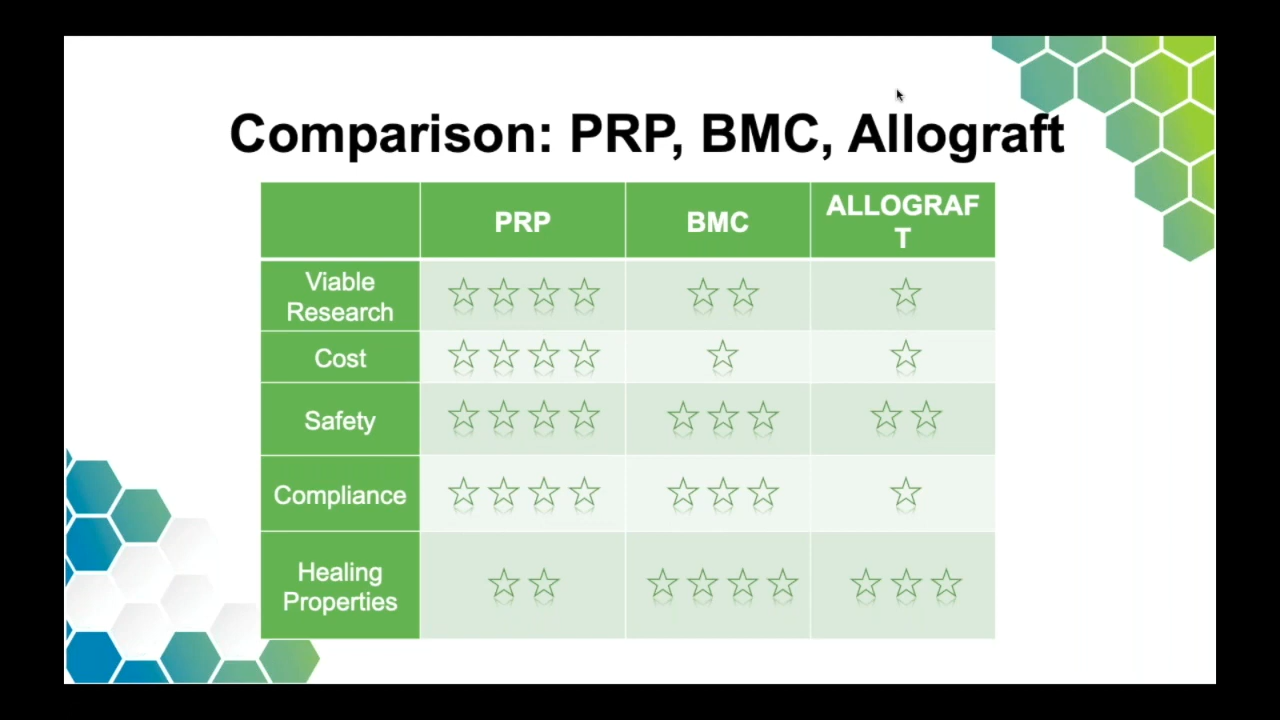 Comparison: PRP, BMC, Allograft
PRP
BMC
ALLOGRAF
T
Viable
Research
Cost
Safety
Compliance
Healing
Properties